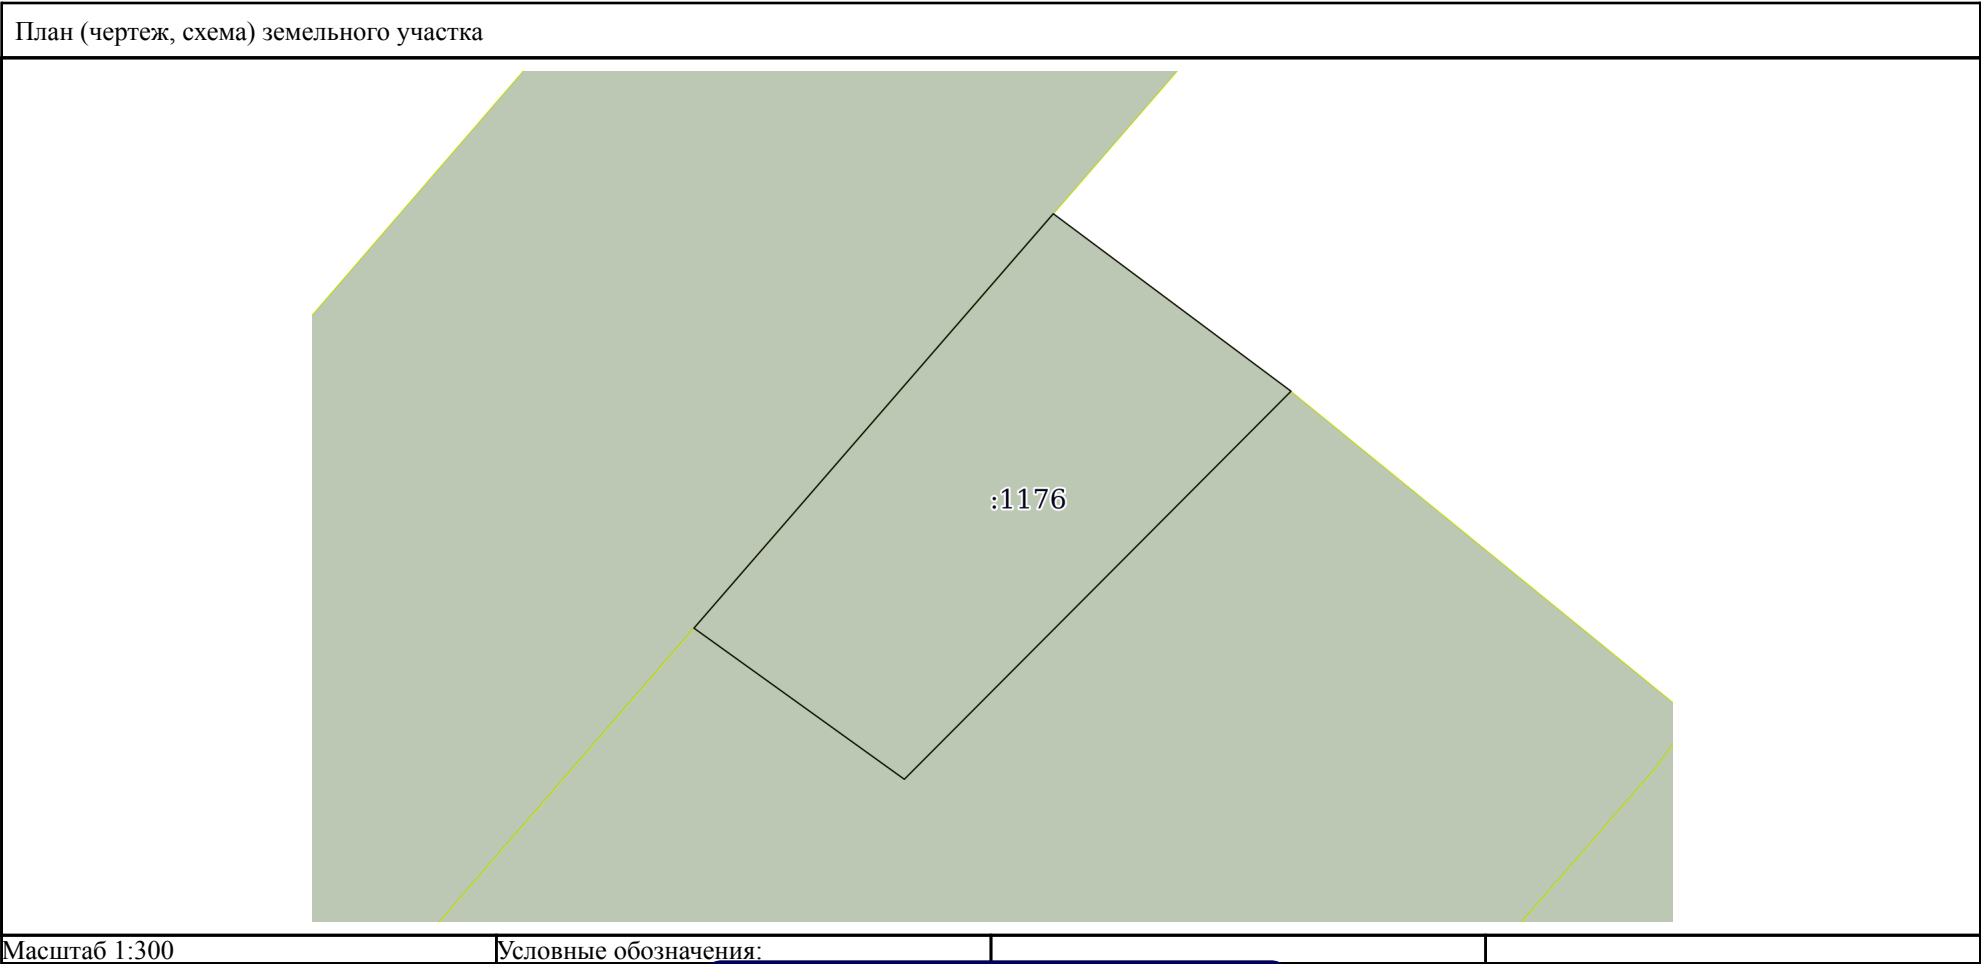 План (чертеж, схема) земельного участка
:1176
Масштаб 1:300
Условные обозначения: